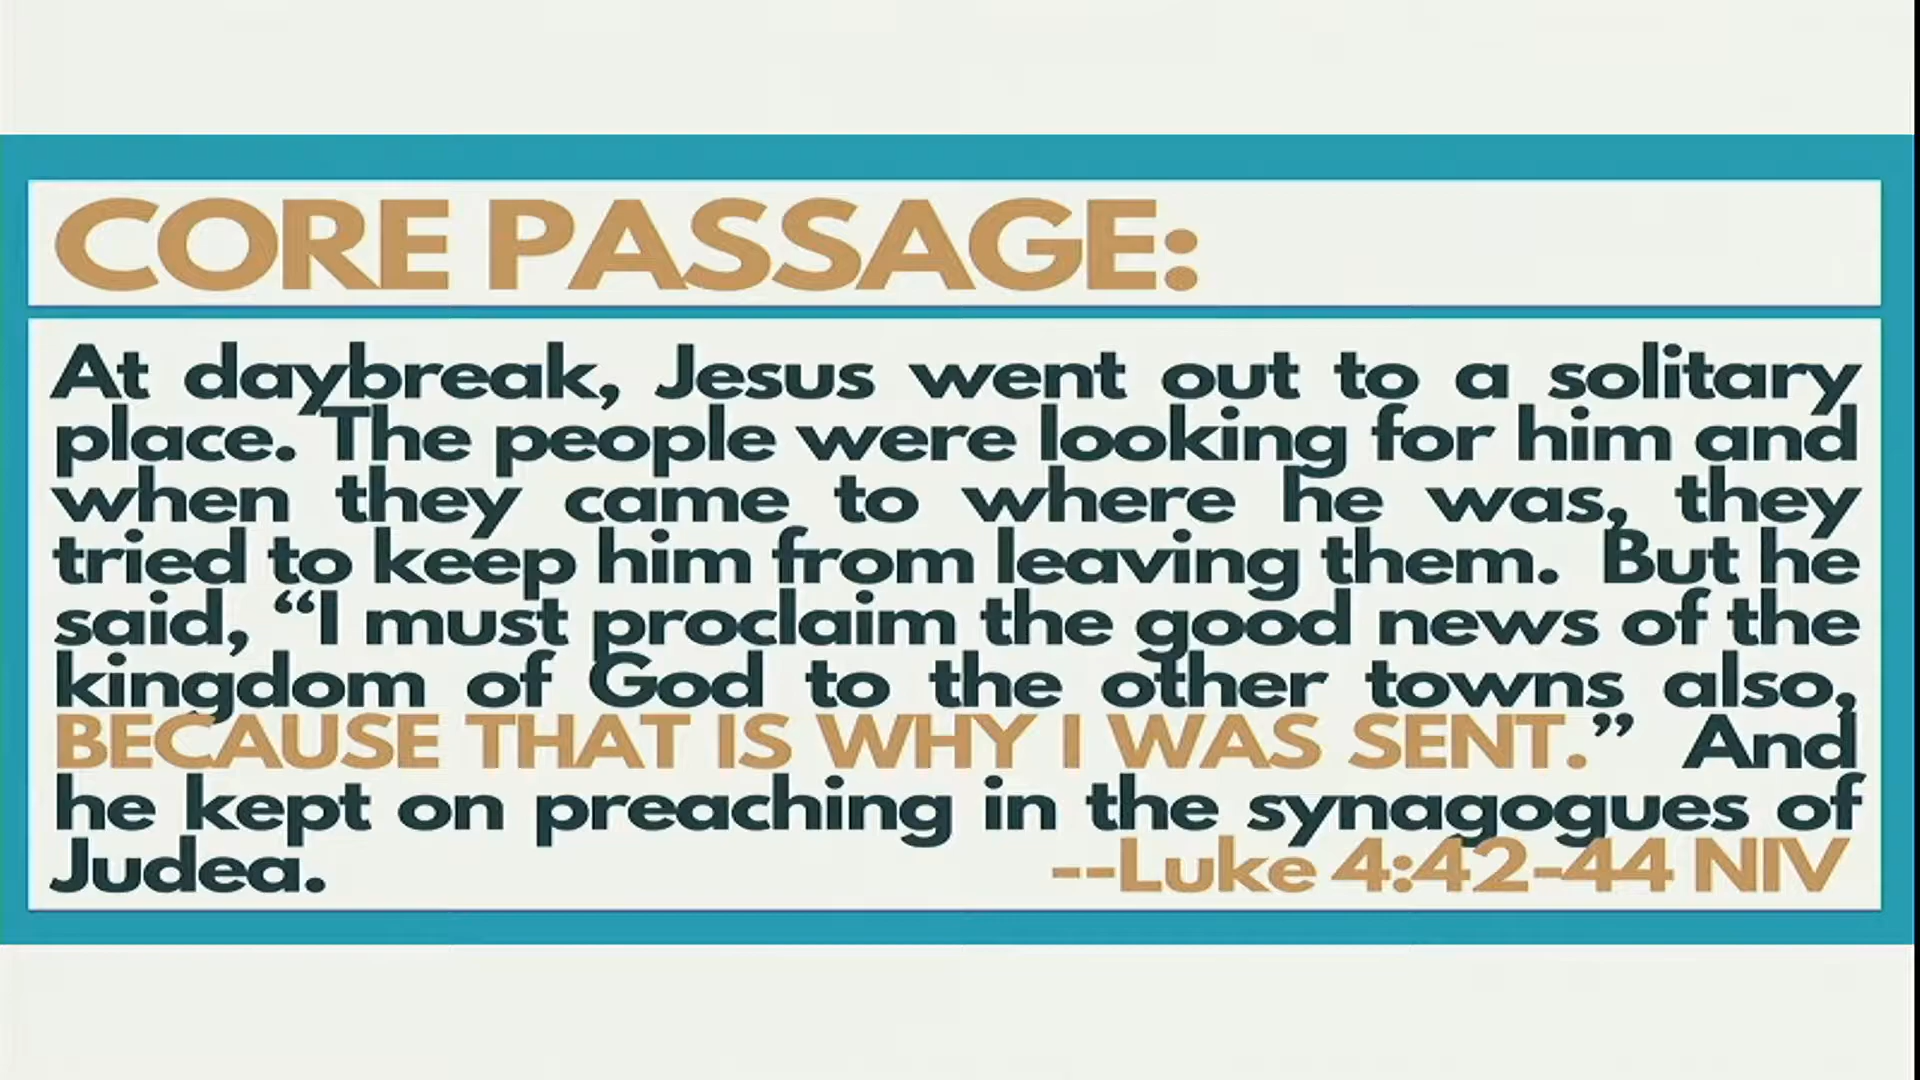 CORE PASSAGE:
At daybreak, Jesus went out to a solitary
place. The people were looking for him and
when they came to where he was, they
tried to keep him from leaving them. But he
said, “I must proclaim the good news of the
kingdom of God to the other towns also,
BECAUSE THAT IS WHY I WAS SENT.” And
he kept on preaching in the synagogues of
Judea.
--Luke 4:42-44 NIV